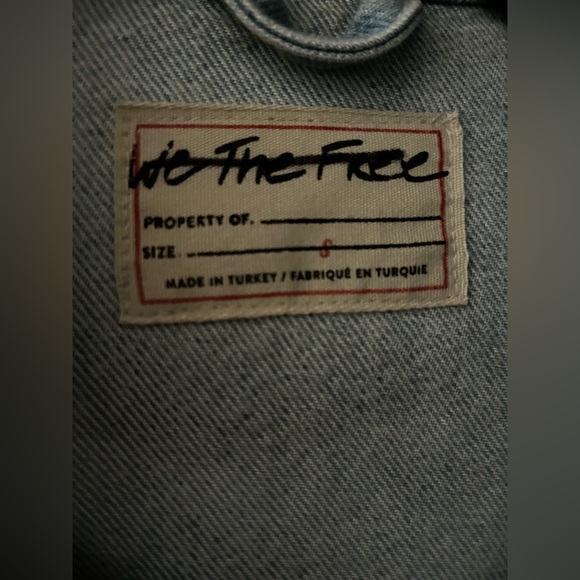 We The Free
PROPERTY OF.
SIZE. S
MADE IN TURKEY / FABRIQUÉ EN TURQUIE